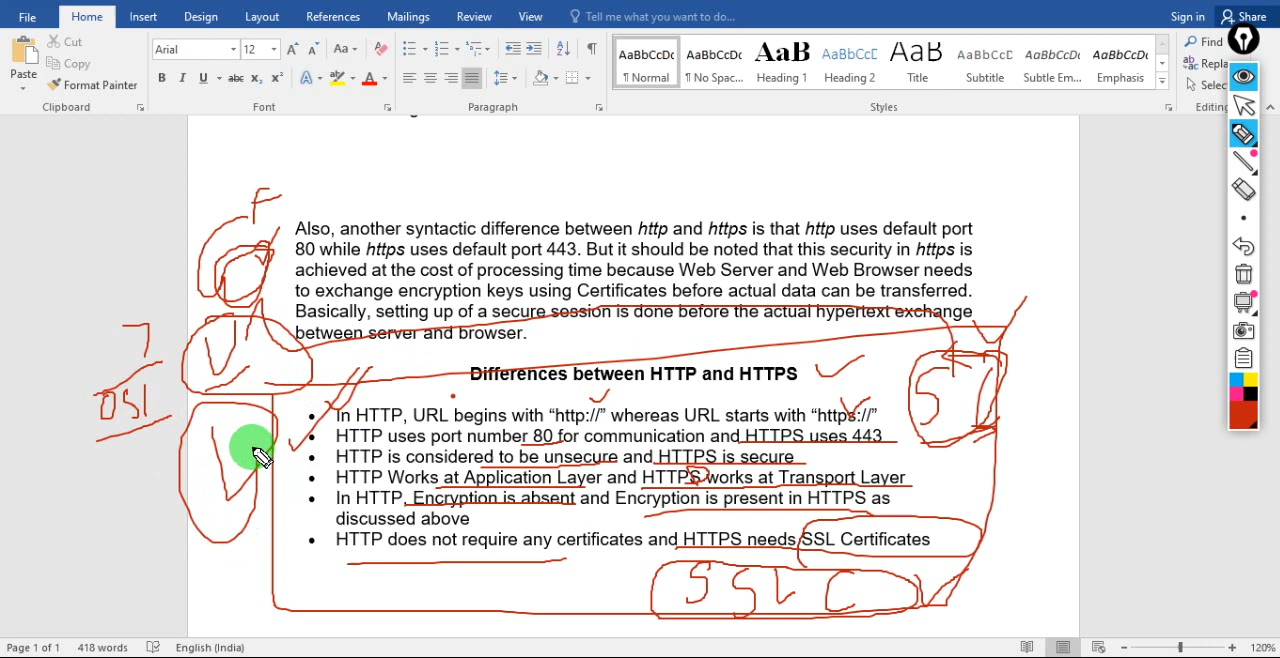 File Home Insert Design Layout References Mailings Review View Tell me what you want to do... Sign in Share
Cut
Copy
Format Painter
Paste
Arial 12
AaBbCcDc AaBbCcDc AaB AaBbCcD AaB AaBbCcD AaBbCcDc AaBbCcDc
¶ Normal ¶ No Spac... Heading 1 Heading 2 Title Subtitle Subtle Em... Emphasis
Find
Repla
Selec
Clipboard Font Paragraph Styles Editing
F
Also, another syntactic difference between http and https is that http uses default port
80 while https uses default port 443. But it should be noted that this security in https is
achieved at the cost of processing time because Web Server and Web Browser needs
to exchange encryption keys using Certificates before actual data can be transferred.
Basically, setting up of a secure session is done before the actual hypertext exchange
between server and browser.
7
OSI
Differences between HTTP and HTTPS
• In HTTP, URL begins with “http://” whereas URL starts with “https://”
• HTTP uses port number 80 for communication and HTTPS uses 443
• HTTP is considered to be unsecure and HTTPS is secure
• HTTP Works at Application Layer and HTTPS works at Transport Layer
• In HTTP, Encryption is absent and Encryption is present in HTTPS as
discussed above
• HTTP does not require any certificates and HTTPS needs SSL Certificates
SSL C
Page 1 of 1 418 words English (India) 120%